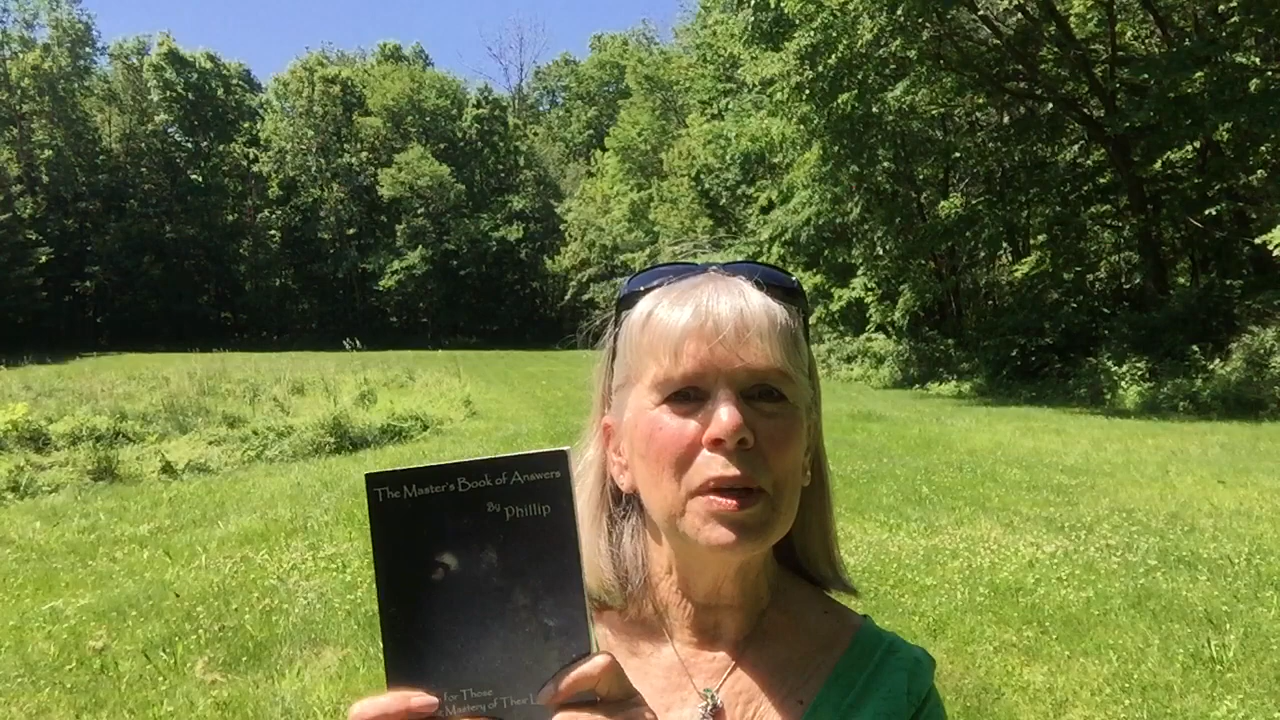 The Master's Book of Answers
By Phillip
for Those
Mastery of Their